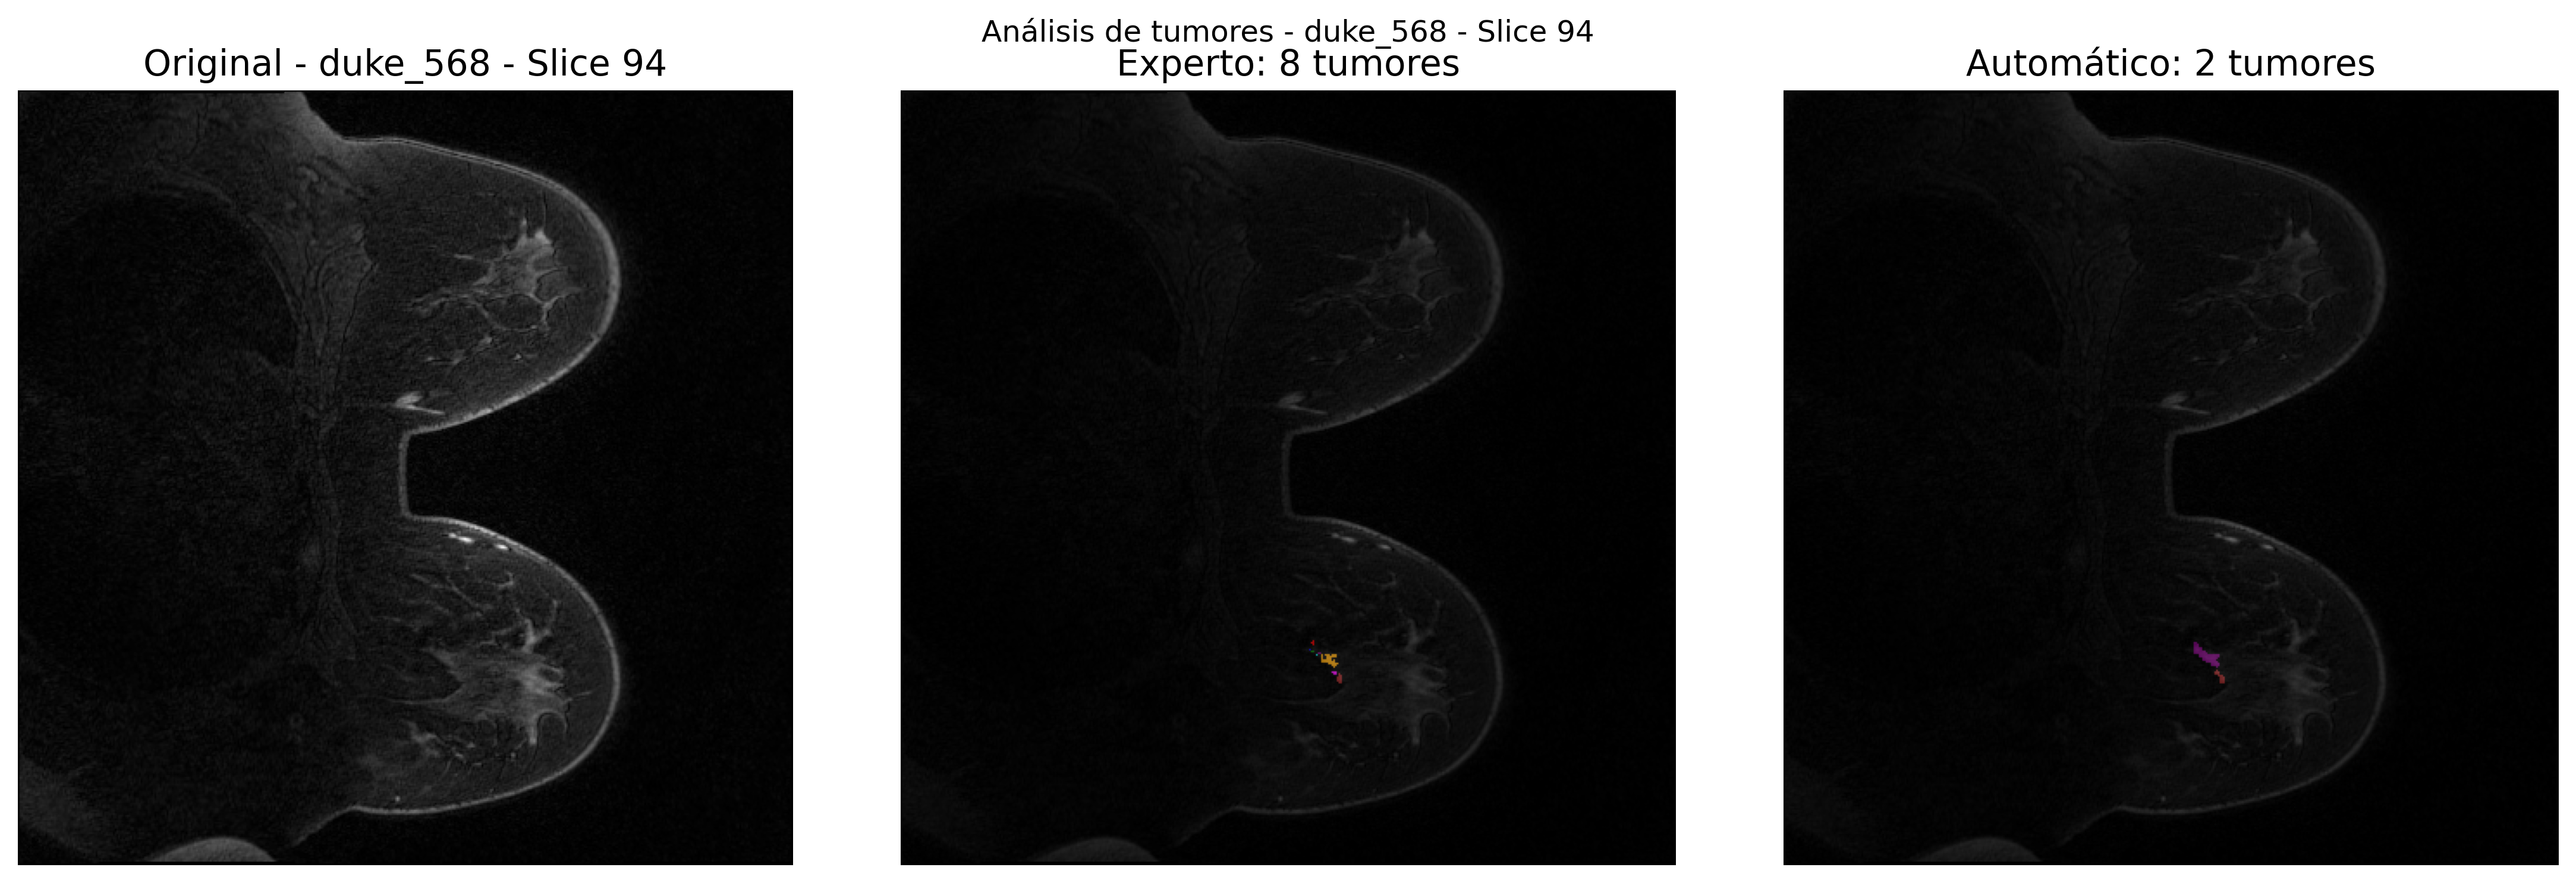 Análisis de tumores - duke_568 - Slice 94
Original - duke_568 - Slice 94
Experto: 8 tumores
Automático: 2 tumores